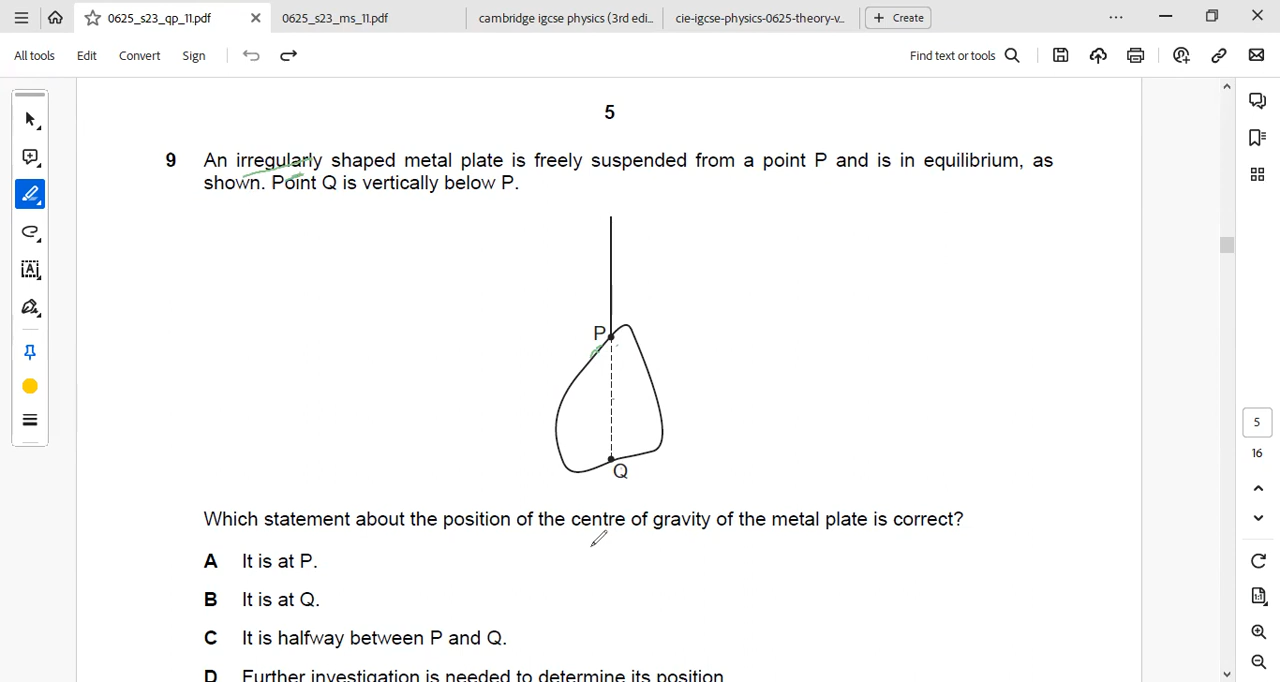 0625_s23_qp_11.pdf
0625_s23_ms_11.pdf
cambridge igcse physics (3rd edi...
cie-igcse-physics-0625-theory-v...
Create
All tools
Edit
Convert
Sign
Find text or tools
5
9 An irregularly shaped metal plate is freely suspended from a point P and is in equilibrium, as
shown. Point Q is vertically below P.
P
Q
Which statement about the position of the centre of gravity of the metal plate is correct?
A It is at P.
B It is at Q.
C It is halfway between P and Q.
D Further investigation is needed to determine its position
5
16
1:1